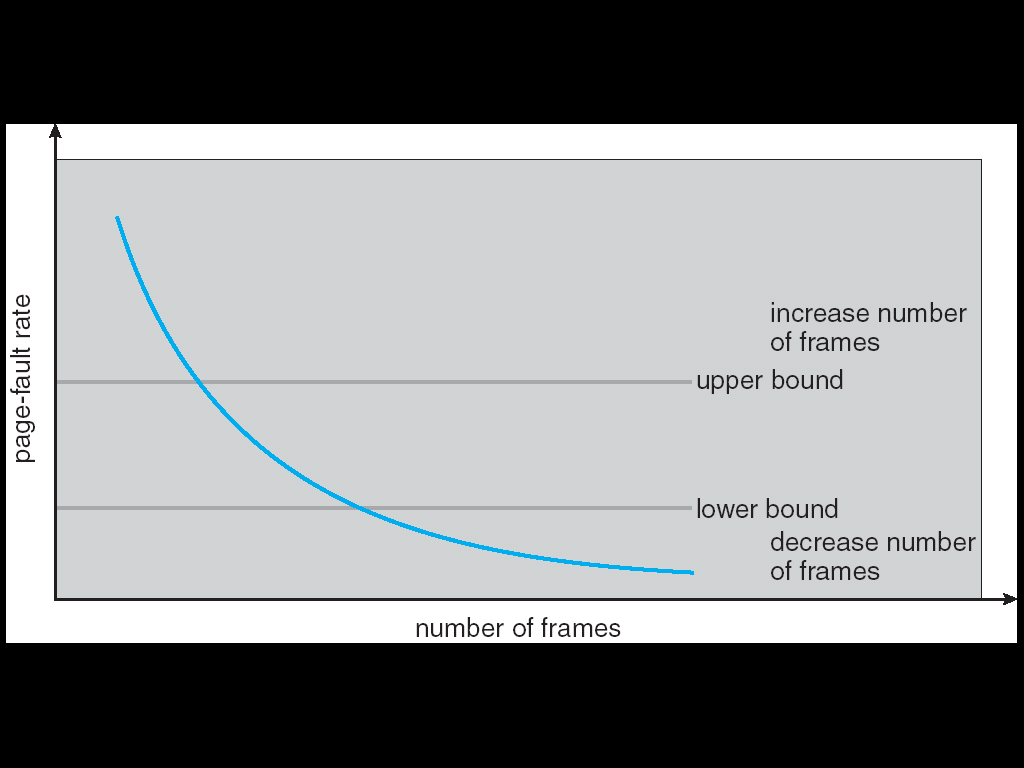 page-fault rate
increase number
of frames
upper bound
lower bound
decrease number
of frames
number of frames